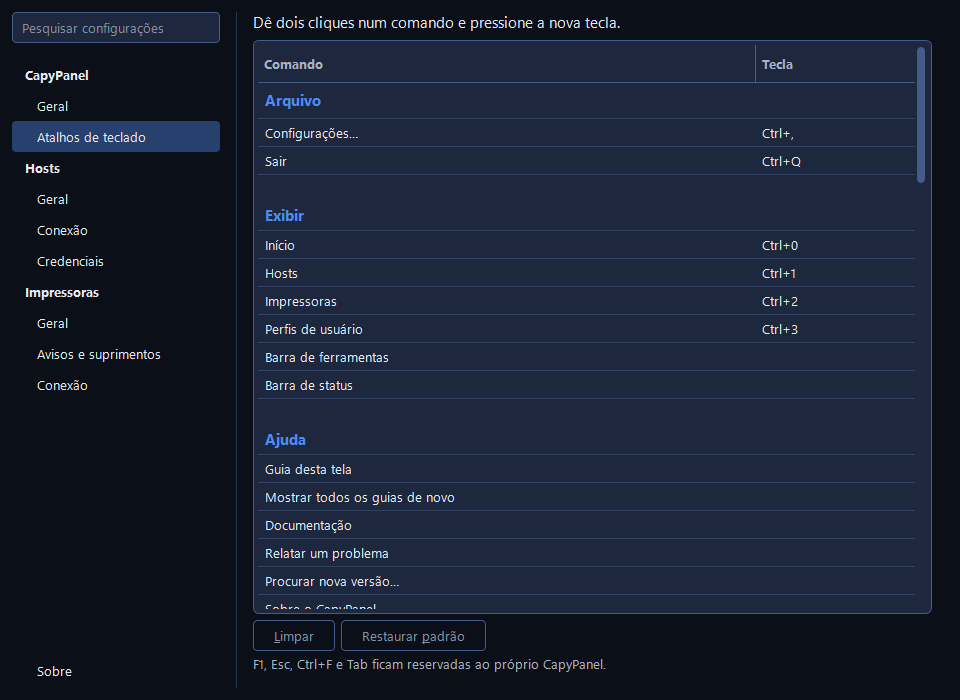 Pesquisar configurações
CapyPanel
Geral
Atalhos de teclado
Hosts
Geral
Conexão
Credenciais
Impressoras
Geral
Avisos e suprimentos
Conexão
Sobre
Dê dois cliques num comando e pressione a nova tecla.
Comando Tecla
Arquivo
Configurações... Ctrl+,
Sair Ctrl+Q
Exibir
Início Ctrl+0
Hosts Ctrl+1
Impressoras Ctrl+2
Perfis de usuário Ctrl+3
Barra de ferramentas
Barra de status
Ajuda
Guia desta tela
Mostrar todos os guias de novo
Documentação
Relatar um problema
Procurar nova versão...
Sobre o CapyPanel
Limpar Restaurar padrão
F1, Esc, Ctrl+F e Tab ficam reservadas ao próprio CapyPanel.